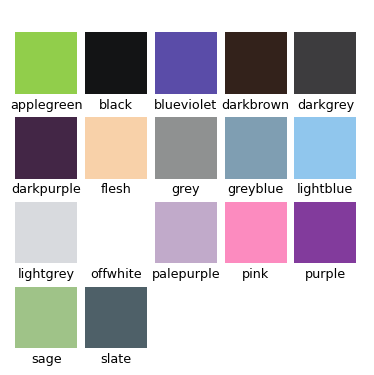 applegreen black blueviolet darkbrown darkgrey
darkpurple flesh grey greyblue lightblue
lightgrey offwhite palepurple pink purple
sage slate